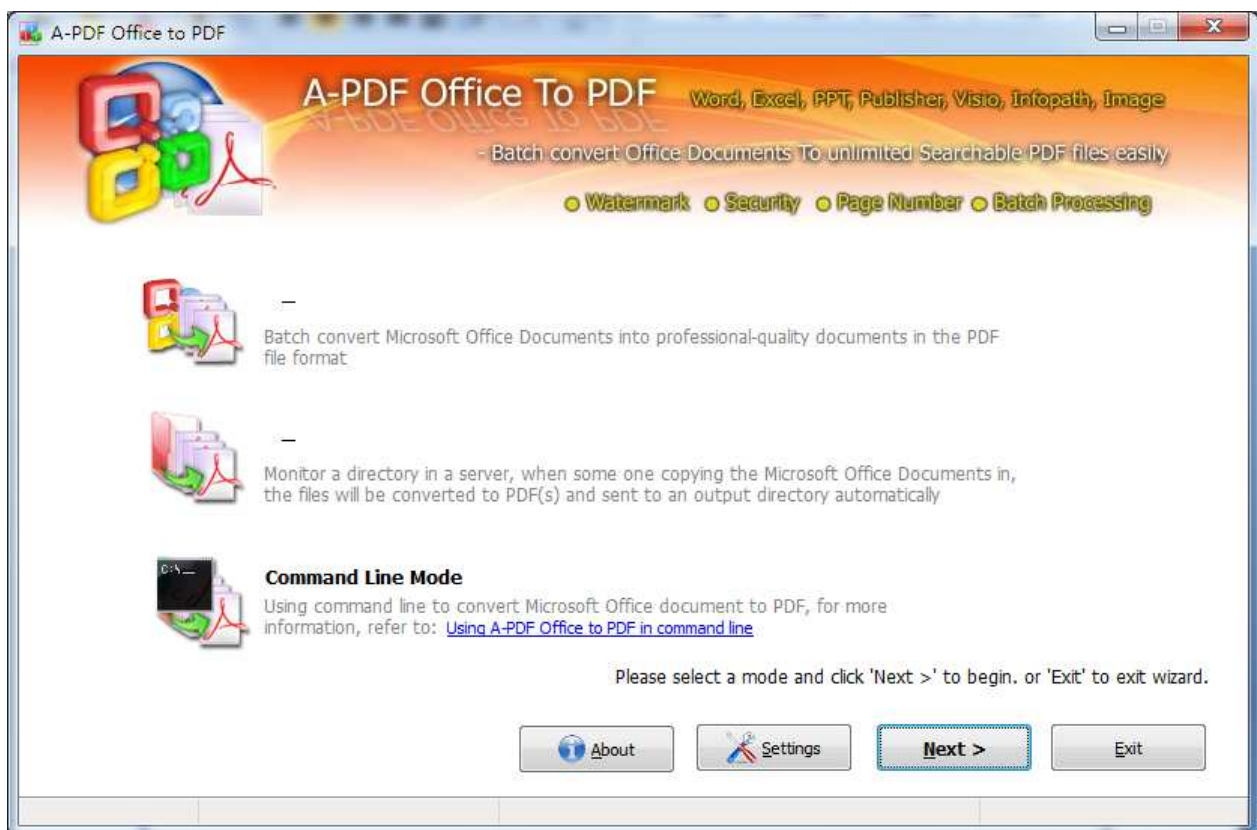 A-PDF Office to PDF
A-PDF Office To PDF
Word, Excel, PPT, Publisher, Visio, Infopath, Image
- Batch convert Office Documents To unlimited Searchable PDF files easily
Watermark Security Page Number Batch Processing
Batch convert Microsoft Office Documents into professional-quality documents in the PDF
file format
Monitor a directory in a server, when some one copying the Microsoft Office Documents in,
the files will be converted to PDF(s) and sent to an output directory automatically
C:\
Command Line Mode
Using command line to convert Microsoft Office document to PDF, for more
information, refer to: Using A-PDF Office to PDF in command line
Please select a mode and click 'Next >' to begin. or 'Exit' to exit wizard.
About Settings Next > Exit